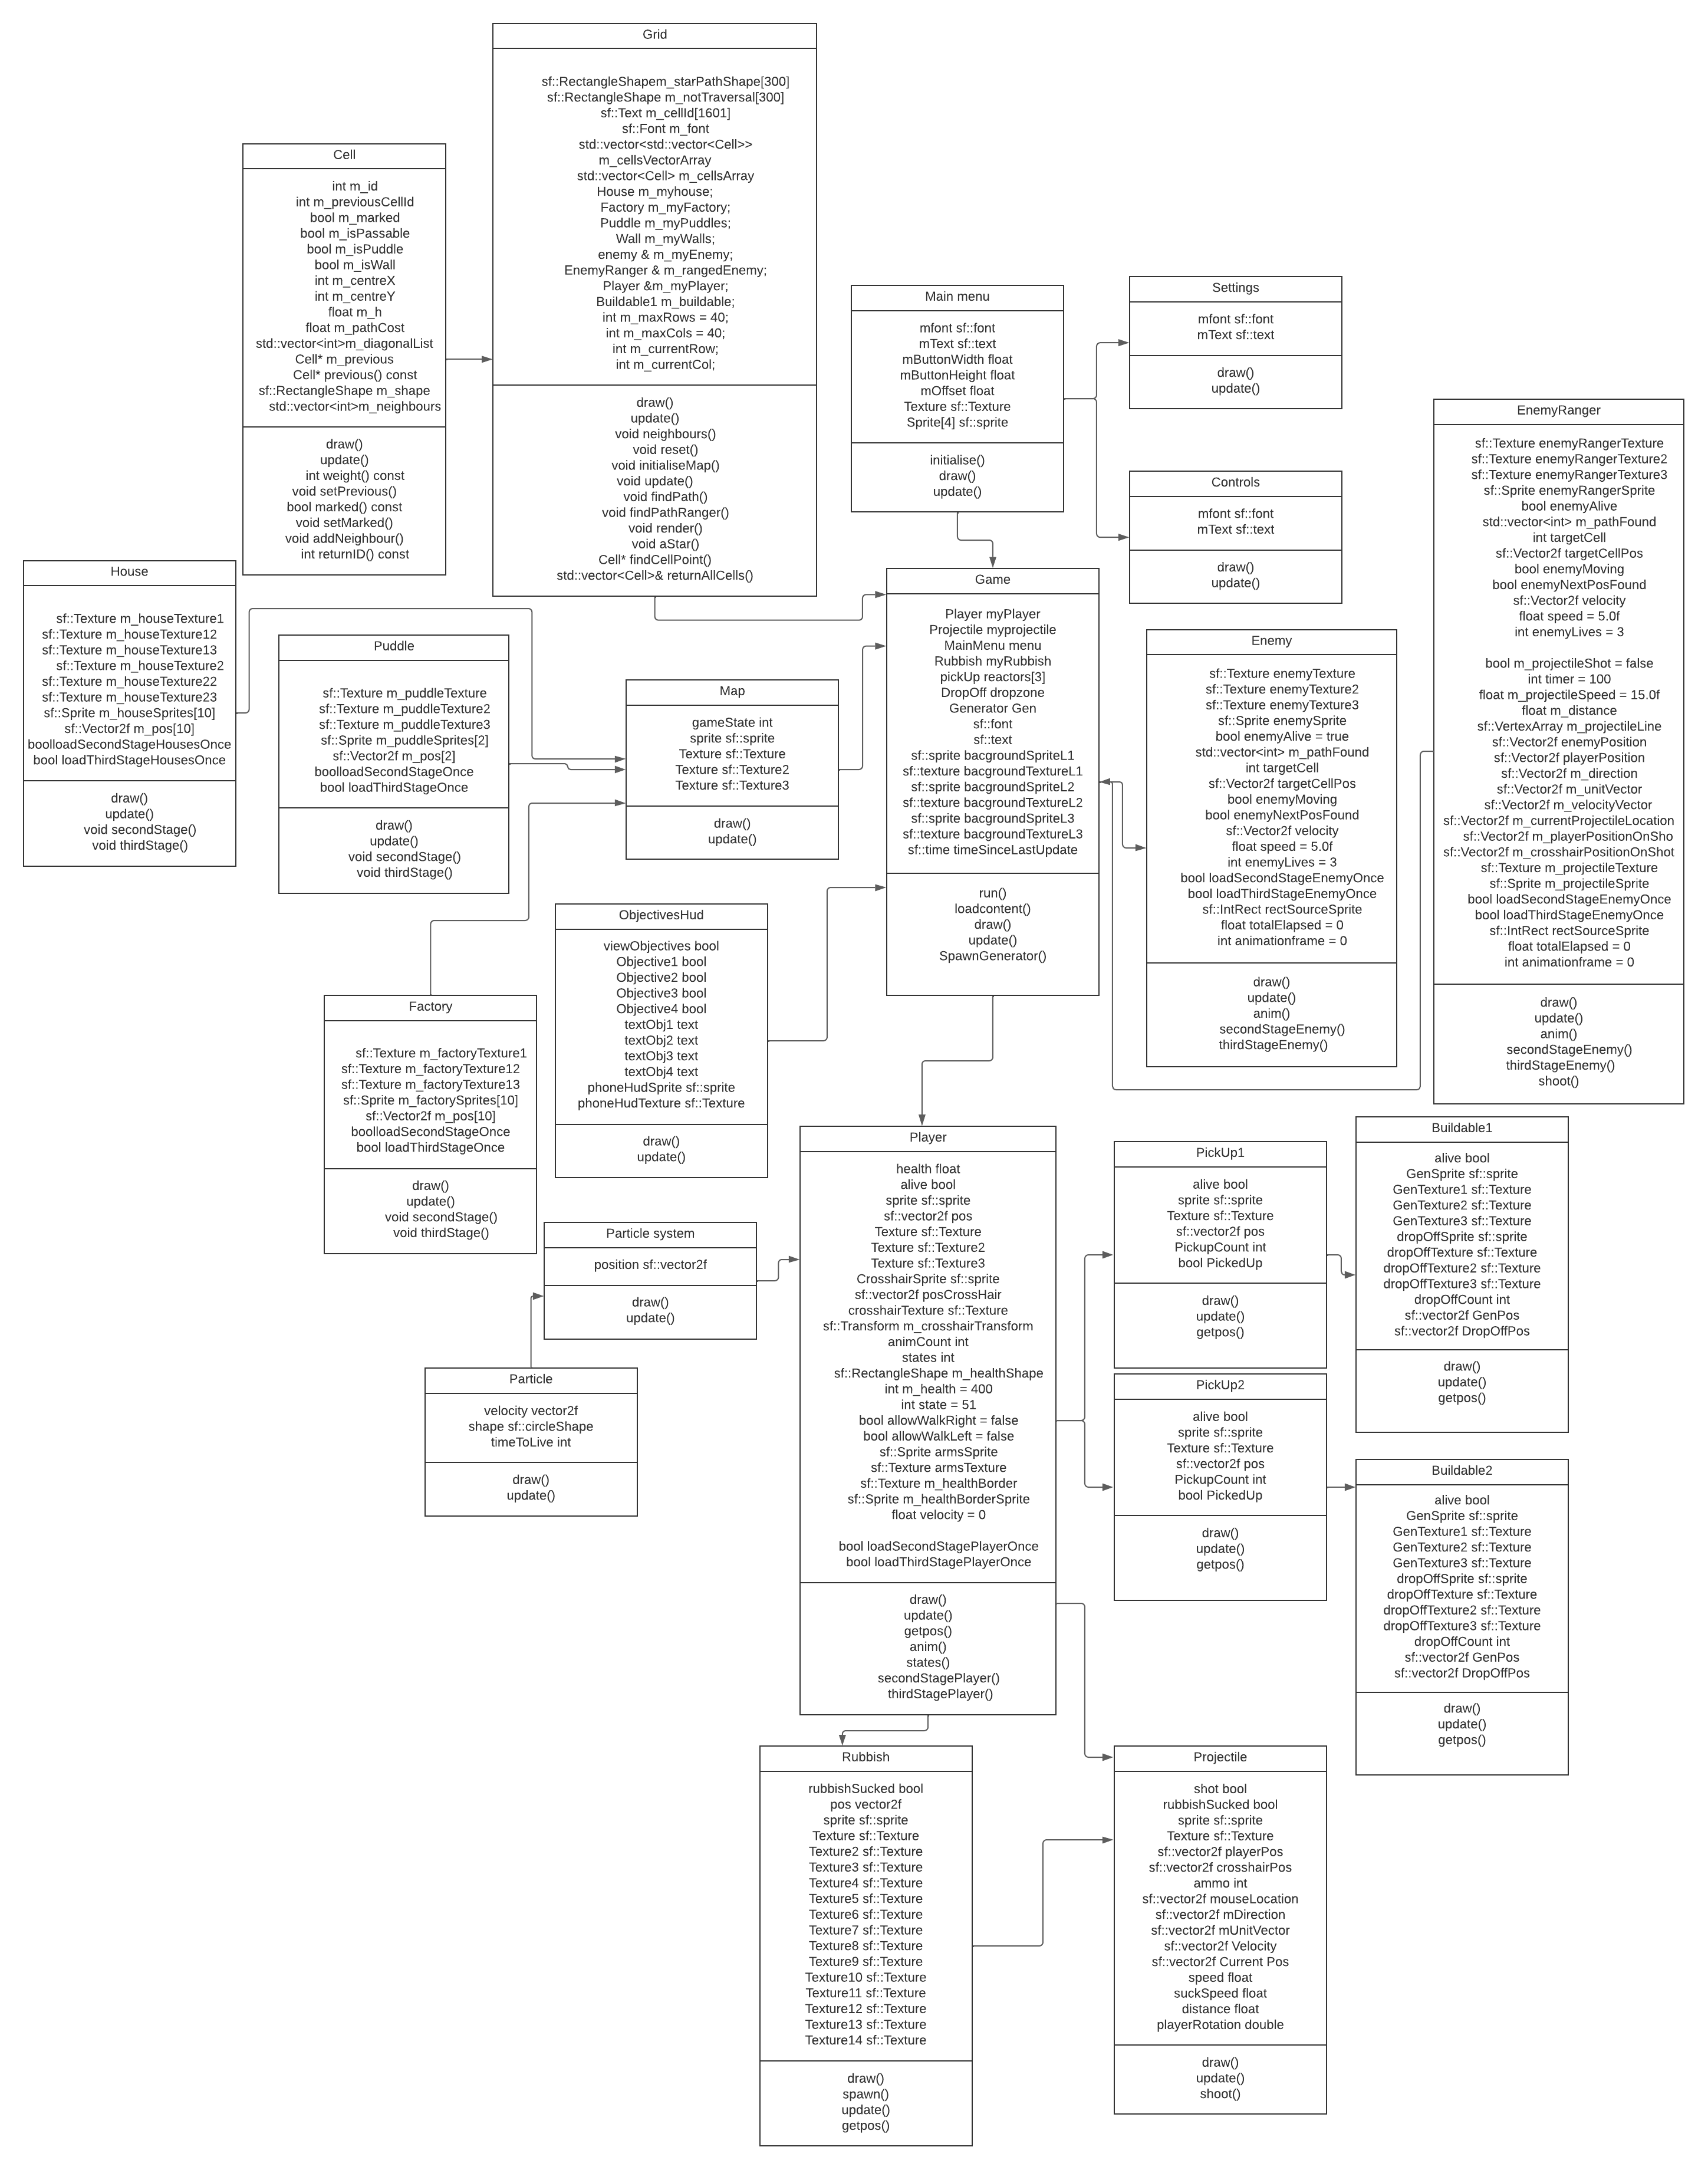 Grid
sf::RectangleShapem_starPathShape[300]
sf::RectangleShape m_notTraversal[300]
sf::Text m_cellId[1601]
sf::Font m_font
std::vector<std::vector<Cell>>
m_cellsVectorArray
std::vector<Cell> m_cellsArray
House m_myhouse;
Factory m_myFactory;
Puddle m_myPuddles;
Wall m_myWalls;
enemy & m_myEnemy;
EnemyRanger & m_rangedEnemy;
Player &m_myPlayer;
Buildable1 m_buildable;
int m_maxRows = 40;
int m_maxCols = 40;
int m_currentRow;
int m_currentCol;
draw()
update()
void neighbours()
void reset()
void initialiseMap()
void update()
void findPath()
void findPathRanger()
void render()
void aStar()
Cell* findCellPoint()
std::vector<Cell>& returnAllCells()
Cell
int m_id
int m_previousCellId
bool m_marked
bool m_isPassable
bool m_isPuddle
bool m_isWall
int m_centreX
int m_centreY
float m_h
float m_pathCost
std::vector<int>m_diagonalList
Cell* m_previous
Cell* previous() const
sf::RectangleShape m_shape
std::vector<int>m_neighbours
draw()
update()
int weight() const
void setPrevious()
bool marked() const
void setMarked()
void addNeighbour()
int returnID() const
Main menu
mfont sf::font
mText sf::text
mButtonWidth float
mButtonHeight float
mOffset float
Texture sf::Texture
Sprite[4] sf::sprite
initialise()
draw()
update()
Settings
mfont sf::font
mText sf::text
draw()
update()
Controls
mfont sf::font
mText sf::text
draw()
update()
EnemyRanger
sf::Texture enemyRangerTexture
sf::Texture enemyRangerTexture2
sf::Texture enemyRangerTexture3
sf::Sprite enemyRangerSprite
bool enemyAlive
std::vector<int> m_pathFound
int targetCell
sf::Vector2f targetCellPos
bool enemyMoving
bool enemyNextPosFound
sf::Vector2f velocity
float speed = 5.0f
int enemyLives = 3
bool m_projectileShot = false
int timer = 100
float m_projectileSpeed = 15.0f
float m_distance
sf::VertexArray m_projectileLine
sf::Vector2f enemyPosition
sf::Vector2f playerPosition
sf::Vector2f m_direction
sf::Vector2f m_unitVector
sf::Vector2f m_velocityVector
sf::Vector2f m_currentProjectileLocation
sf::Vector2f m_playerPositionOnSho
sf::Vector2f m_crosshairPositionOnShot
sf::Texture m_projectileTexture
sf::Sprite m_projectileSprite
bool loadSecondStageEnemyOnce
bool loadThirdStageEnemyOnce
sf::IntRect rectSourceSprite
float totalElapsed = 0
int animationframe = 0
draw()
update()
anim()
secondStageEnemy()
thirdStageEnemy()
shoot()
House
sf::Texture m_houseTexture1
sf::Texture m_houseTexture12
sf::Texture m_houseTexture13
sf::Texture m_houseTexture2
sf::Texture m_houseTexture22
sf::Texture m_houseTexture23
sf::Sprite m_houseSprites[10]
sf::Vector2f m_pos[10]
boolloadSecondStageHousesOnce
bool loadThirdStageHousesOnce
draw()
update()
void secondStage()
void thirdStage()
Puddle
sf::Texture m_puddleTexture
sf::Texture m_puddleTexture2
sf::Texture m_puddleTexture3
sf::Sprite m_puddleSprites[2]
sf::Vector2f m_pos[2]
boolloadSecondStageOnce
bool loadThirdStageOnce
draw()
update()
void secondStage()
void thirdStage()
Map
gameState int
sprite sf::sprite
Texture sf::Texture
Texture sf::Texture2
Texture sf::Texture3
draw()
update()
Game
Player myPlayer
Projectile myprojectile
MainMenu menu
Rubbish myRubbish
pickUp reactors[3]
DropOff dropzone
Generator Gen
sf::font
sf::text
sf::sprite bacgroundSpriteL1
sf::texture bacgroundTextureL1
sf::sprite bacgroundSpriteL2
sf::texture bacgroundTextureL2
sf::sprite bacgroundSpriteL3
sf::texture bacgroundTextureL3
sf::time timeSinceLastUpdate
run()
loadcontent()
draw()
update()
SpawnGenerator()
Enemy
sf::Texture enemyTexture
sf::Texture enemyTexture2
sf::Texture enemyTexture3
sf::Sprite enemySprite
bool enemyAlive = true
std::vector<int> m_pathFound
int targetCell
sf::Vector2f targetCellPos
bool enemyMoving
bool enemyNextPosFound
sf::Vector2f velocity
float speed = 5.0f
int enemyLives = 3
bool loadSecondStageEnemyOnce
bool loadThirdStageEnemyOnce
sf::IntRect rectSourceSprite
float totalElapsed = 0
int animationframe = 0
draw()
update()
anim()
secondStageEnemy()
thirdStageEnemy()
ObjectivesHud
viewObjectives bool
Objective1 bool
Objective2 bool
Objective3 bool
Objective4 bool
textObj1 text
textObj2 text
textObj3 text
textObj4 text
phoneHudSprite sf::sprite
phoneHudTexture sf::Texture
draw()
update()
Factory
sf::Texture m_factoryTexture1
sf::Texture m_factoryTexture12
sf::Texture m_factoryTexture13
sf::Sprite m_factorySprites[10]
sf::Vector2f m_pos[10]
boolloadSecondStageOnce
bool loadThirdStageOnce
draw()
update()
void secondStage()
void thirdStage()
Particle system
position sf::vector2f
draw()
update()
Particle
velocity vector2f
shape sf::circleShape
timeToLive int
draw()
update()
Player
health float
alive bool
sprite sf::sprite
sf::vector2f pos
Texture sf::Texture
Texture sf::Texture2
Texture sf::Texture3
CrosshairSprite sf::sprite
sf::vector2f posCrossHair
crosshairTexture sf::Texture
sf::Transform m_crosshairTransform
animCount int
states int
sf::RectangleShape m_healthShape
int m_health = 400
int state = 51
bool allowWalkRight = false
bool allowWalkLeft = false
sf::Sprite armsSprite
sf::Texture armsTexture
sf::Texture m_healthBorder
sf::Sprite m_healthBorderSprite
float velocity = 0
bool loadSecondStagePlayerOnce
bool loadThirdStagePlayerOnce
draw()
update()
getpos()
anim()
states()
secondStagePlayer()
thirdStagePlayer()
PickUp1
alive bool
sprite sf::sprite
Texture sf::Texture
sf::vector2f pos
PickupCount int
bool PickedUp
draw()
update()
getpos()
PickUp2
alive bool
sprite sf::sprite
Texture sf::Texture
sf::vector2f pos
PickupCount int
bool PickedUp
draw()
update()
getpos()
Buildable1
alive bool
GenSprite sf::sprite
GenTexture1 sf::Texture
GenTexture2 sf::Texture
GenTexture3 sf::Texture
dropOffSprite sf::sprite
dropOffTexture sf::Texture
dropOffTexture2 sf::Texture
dropOffTexture3 sf::Texture
dropOffCount int
sf::vector2f GenPos
sf::vector2f DropOffPos
draw()
update()
getpos()
Buildable2
alive bool
GenSprite sf::sprite
GenTexture1 sf::Texture
GenTexture2 sf::Texture
GenTexture3 sf::Texture
dropOffSprite sf::sprite
dropOffTexture sf::Texture
dropOffTexture2 sf::Texture
dropOffTexture3 sf::Texture
dropOffCount int
sf::vector2f GenPos
sf::vector2f DropOffPos
draw()
update()
getpos()
Rubbish
rubbishSucked bool
pos vector2f
sprite sf::sprite
Texture sf::Texture
Texture2 sf::Texture
Texture3 sf::Texture
Texture4 sf::Texture
Texture5 sf::Texture
Texture6 sf::Texture
Texture7 sf::Texture
Texture8 sf::Texture
Texture9 sf::Texture
Texture10 sf::Texture
Texture11 sf::Texture
Texture12 sf::Texture
Texture13 sf::Texture
Texture14 sf::Texture
draw()
spawn()
update()
getpos()
Projectile
shot bool
rubbishSucked bool
sprite sf::sprite
Texture sf::Texture
sf::vector2f playerPos
sf::vector2f crosshairPos
ammo int
sf::vector2f mouseLocation
sf::vector2f mDirection
sf::vector2f mUnitVector
sf::vector2f Velocity
sf::vector2f Current Pos
speed float
suckSpeed float
distance float
playerRotation double
draw()
update()
shoot()